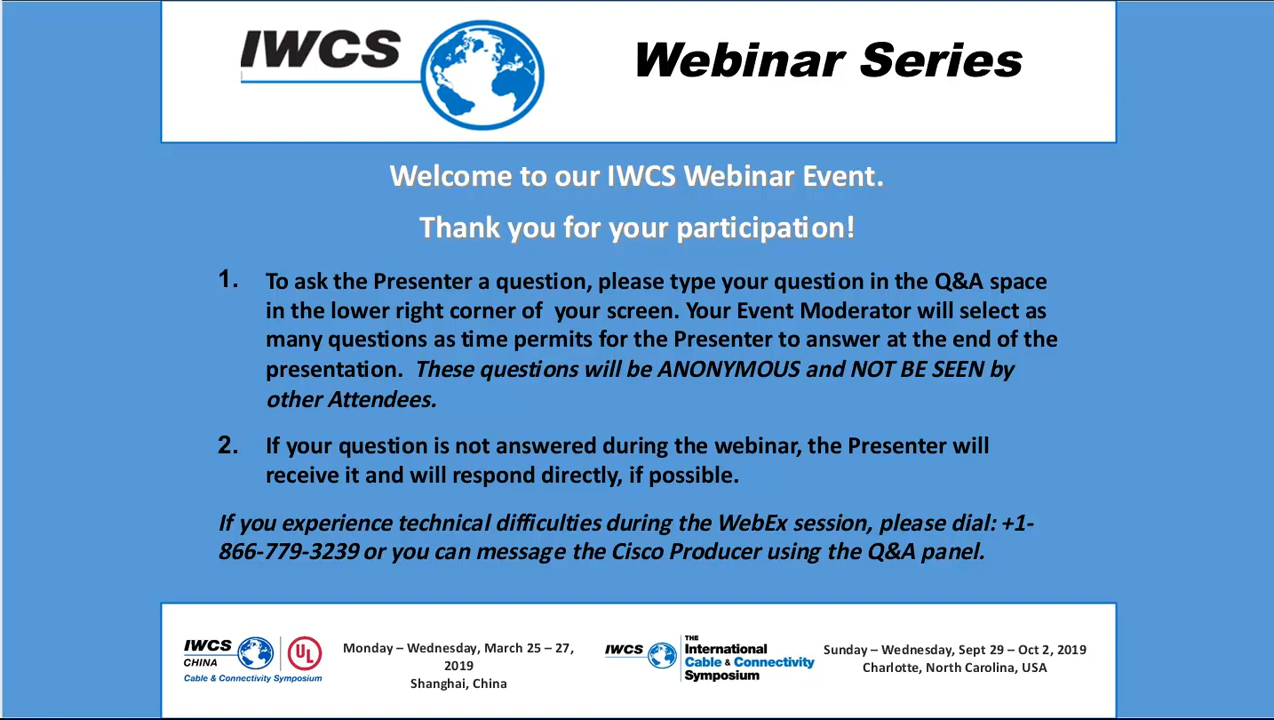 IWCS
Webinar Series
Welcome to our IWCS Webinar Event.
Thank you for your participation!
1. To ask the Presenter a question, please type your question in the Q&A space
in the lower right corner of your screen. Your Event Moderator will select as
many questions as time permits for the Presenter to answer at the end of the
presentation. These questions will be ANONYMOUS and NOT BE SEEN by
other Attendees.
2. If your question is not answered during the webinar, the Presenter will
receive it and will respond directly, if possible.
If you experience technical difficulties during the WebEx session, please dial: +1-
866-779-3239 or you can message the Cisco Producer using the Q&A panel.
IWCS
CHINA
UL
Cable & Connectivity Symposium
Monday – Wednesday, March 25 – 27,
2019
Shanghai, China
IWCS
THE
International
Cable & Connectivity
Symposium
Sunday – Wednesday, Sept 29 – Oct 2, 2019
Charlotte, North Carolina, USA